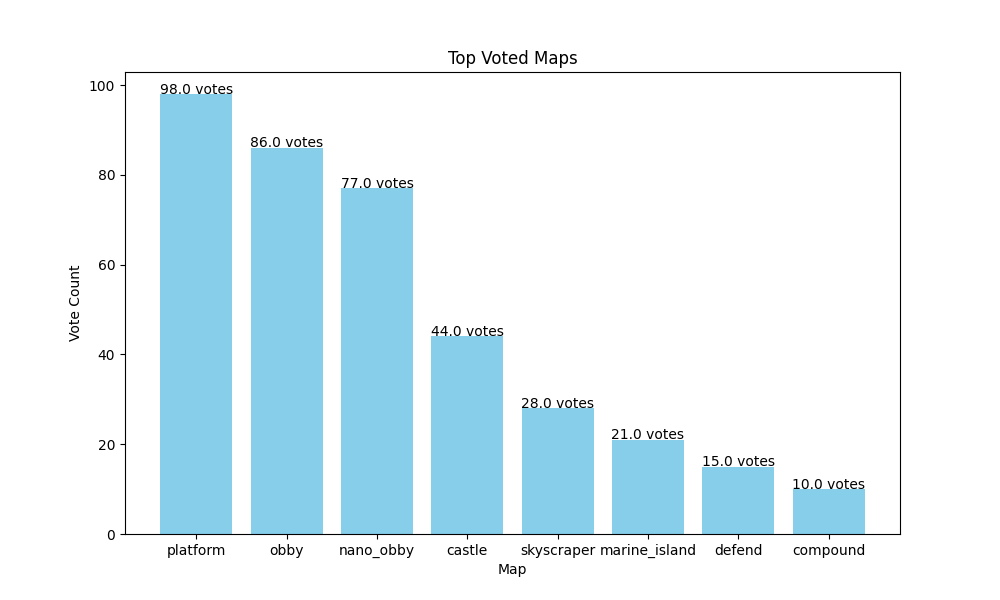 Top Voted Maps
Vote Count
100
80
60
40
20
0
98.0 votes
86.0 votes
77.0 votes
44.0 votes
28.0 votes
21.0 votes
15.0 votes
10.0 votes
platform obby nano_obby castle skyscraper marine_island defend compound
Map